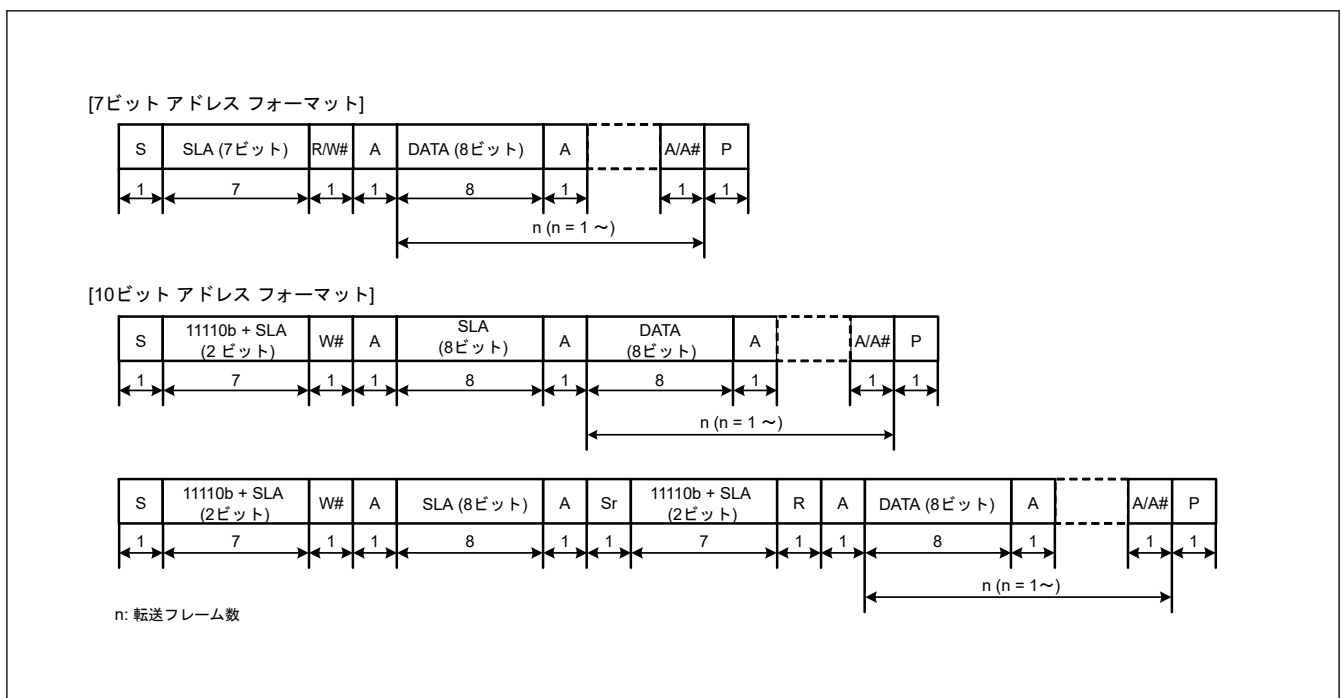 [7ビット アドレス フォーマット]
S SLA (7ビット) R/W# A DATA (8ビット) A A/A# P
1 7 1 1 8 1 1 1
n (n = 1 ～)
[10ビット アドレス フォーマット]
S 11110b + SLA (2 ビット) W# A SLA (8ビット) A DATA (8ビット) A A/A# P
1 7 1 1 8 1 8 1 1 1
n (n = 1 ～)
S 11110b + SLA (2ビット) W# A SLA (8ビット) A Sr 11110b + SLA (2ビット) R A DATA (8ビット) A A/A# P
1 7 1 1 8 1 1 7 1 1 8 1 1 1
n (n = 1～)
n: 転送フレーム数